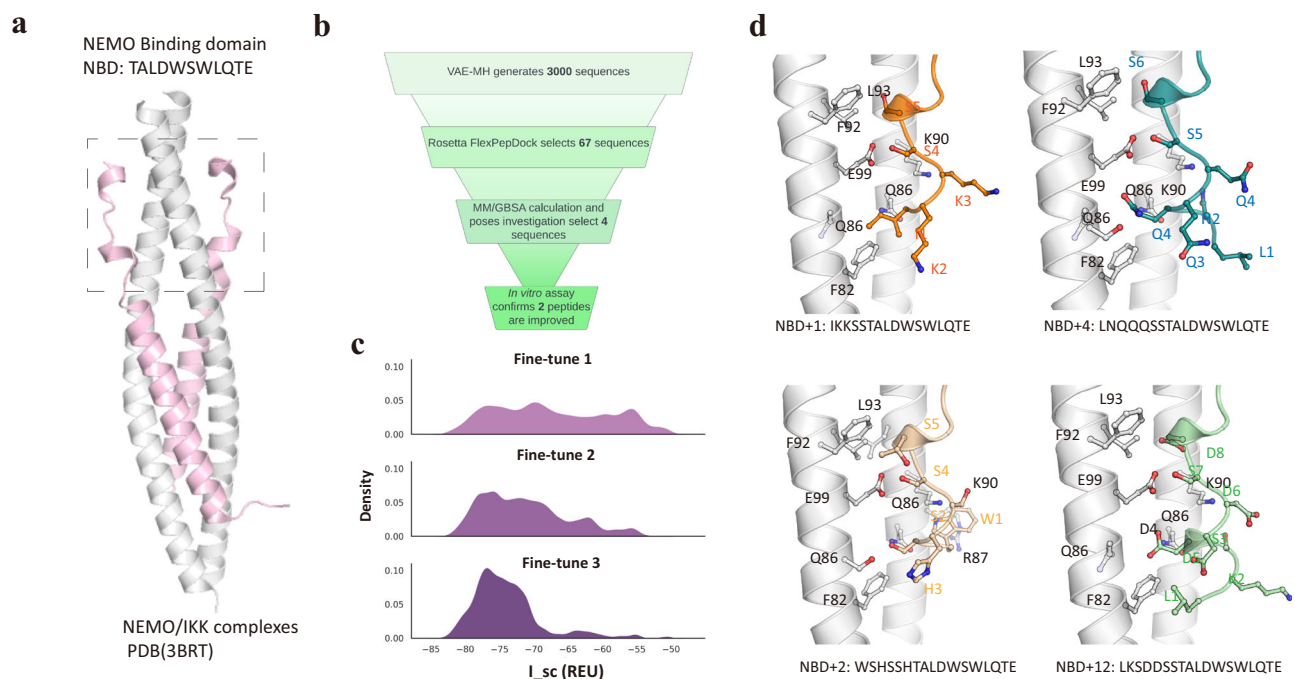 a
NEMO Binding domain
NBD: TALDWSWLQTE
NEMO/IKK complexes
PDB(3BRT)
b
VAE-MH generates 3000 sequences
Rosetta FlexPepDock selects 67 sequences
MM/GBSA calculation and
poses investigation select 4
sequences
In vitro assay
confirms 2 peptides
are improved
c
Fine-tune 1
0.10
0.05
0.00
Fine-tune 2
0.10
0.05
0.00
Fine-tune 3
0.10
0.05
0.00
Density
−85
−80
−75
−70
−65
−60
−55
−50
I_sc (REU)
d
L93
F92
S5
K90
S4
E99
Q86
K3
Q86
K2
F82
NBD+1: IKKSSTALDWSWLQTE
S6
L93
F92
S5
E99
Q86
K90
Q4
Q86
R2
Q4
Q3
L1
F82
NBD+4: LNQQQSSTALDWSWLQTE
L93
S5
F92
S4
K90
E99
Q86
S2
W1
Q86
R87
H3
F82
NBD+2: WSHSSHTALDWSWLQTE
L93
F92
D8
S7
K90
E99
D6
Q86
D4
S3
Q86
D5
K2
L1
F82
NBD+12: LKSDDSSTALDWSWLQTE